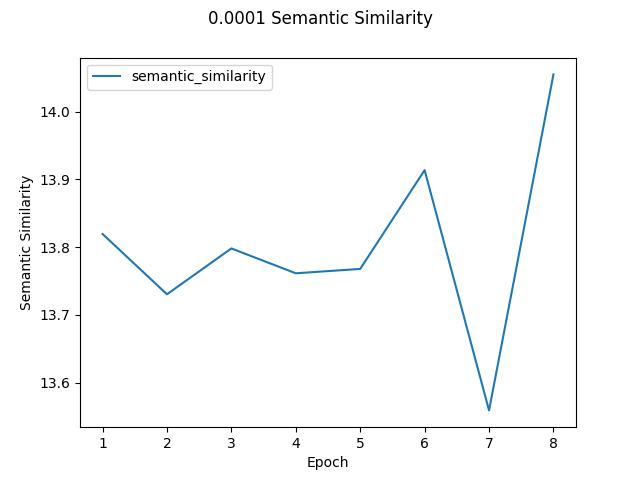 0.0001 Semantic Similarity
semantic_similarity
14.0
13.9
13.8
13.7
13.6
Semantic Similarity
1 2 3 4 5 6 7 8
Epoch